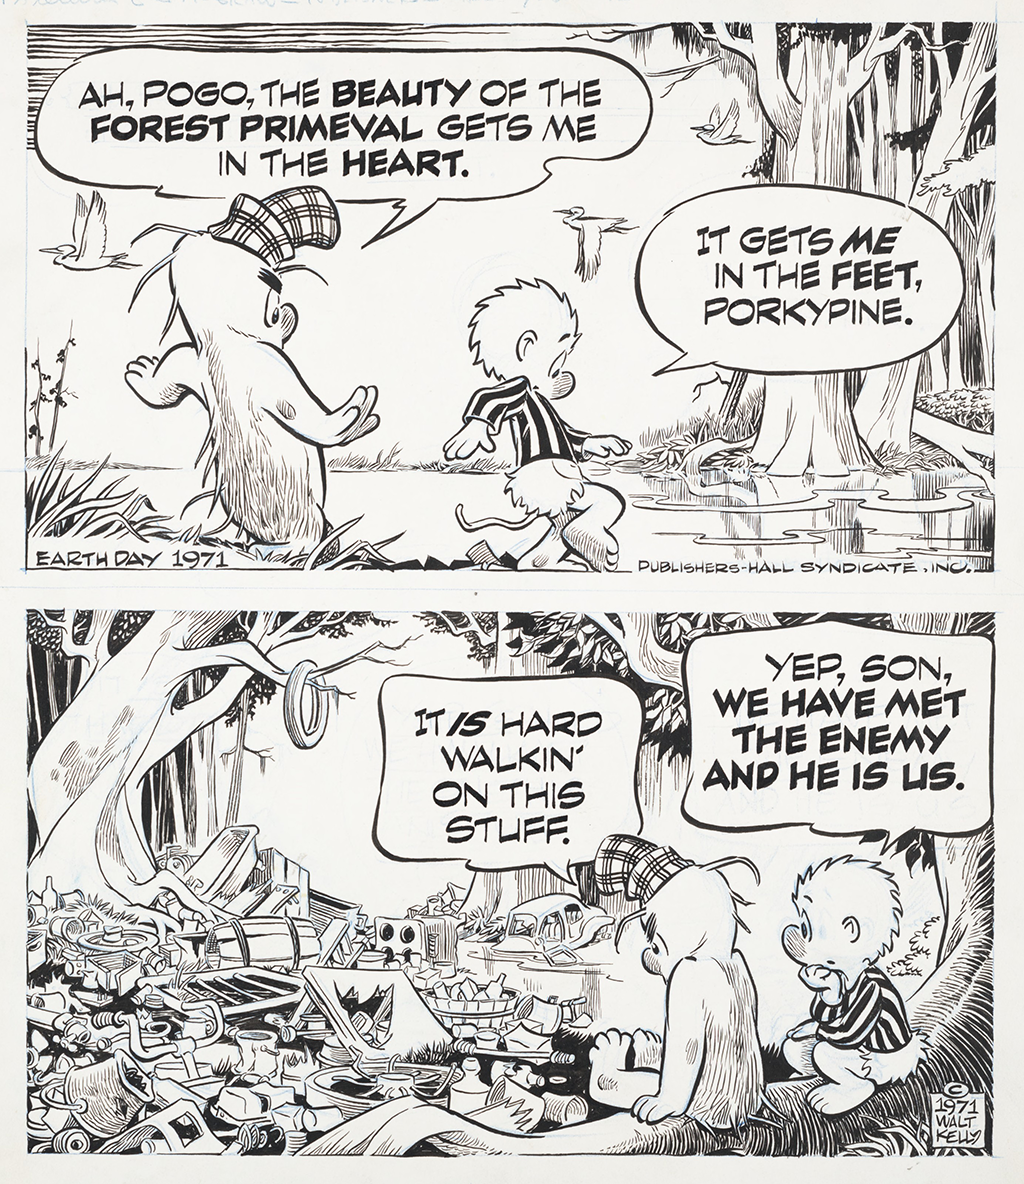 AH, POGO, THE BEAUTY OF THE
FOREST PRIMEVAL GETS ME
IN THE HEART.
IT GETS ME
IN THE FEET,
PORKYPINE.
EARTH DAY 1971
PUBLISHERS-HALL SYNDICATE, INC.
IT IS HARD
WALKIN'
ON THIS
STUFF.
YEP, SON,
WE HAVE MET
THE ENEMY
AND HE IS US.
©
1971
WALT
KELLY